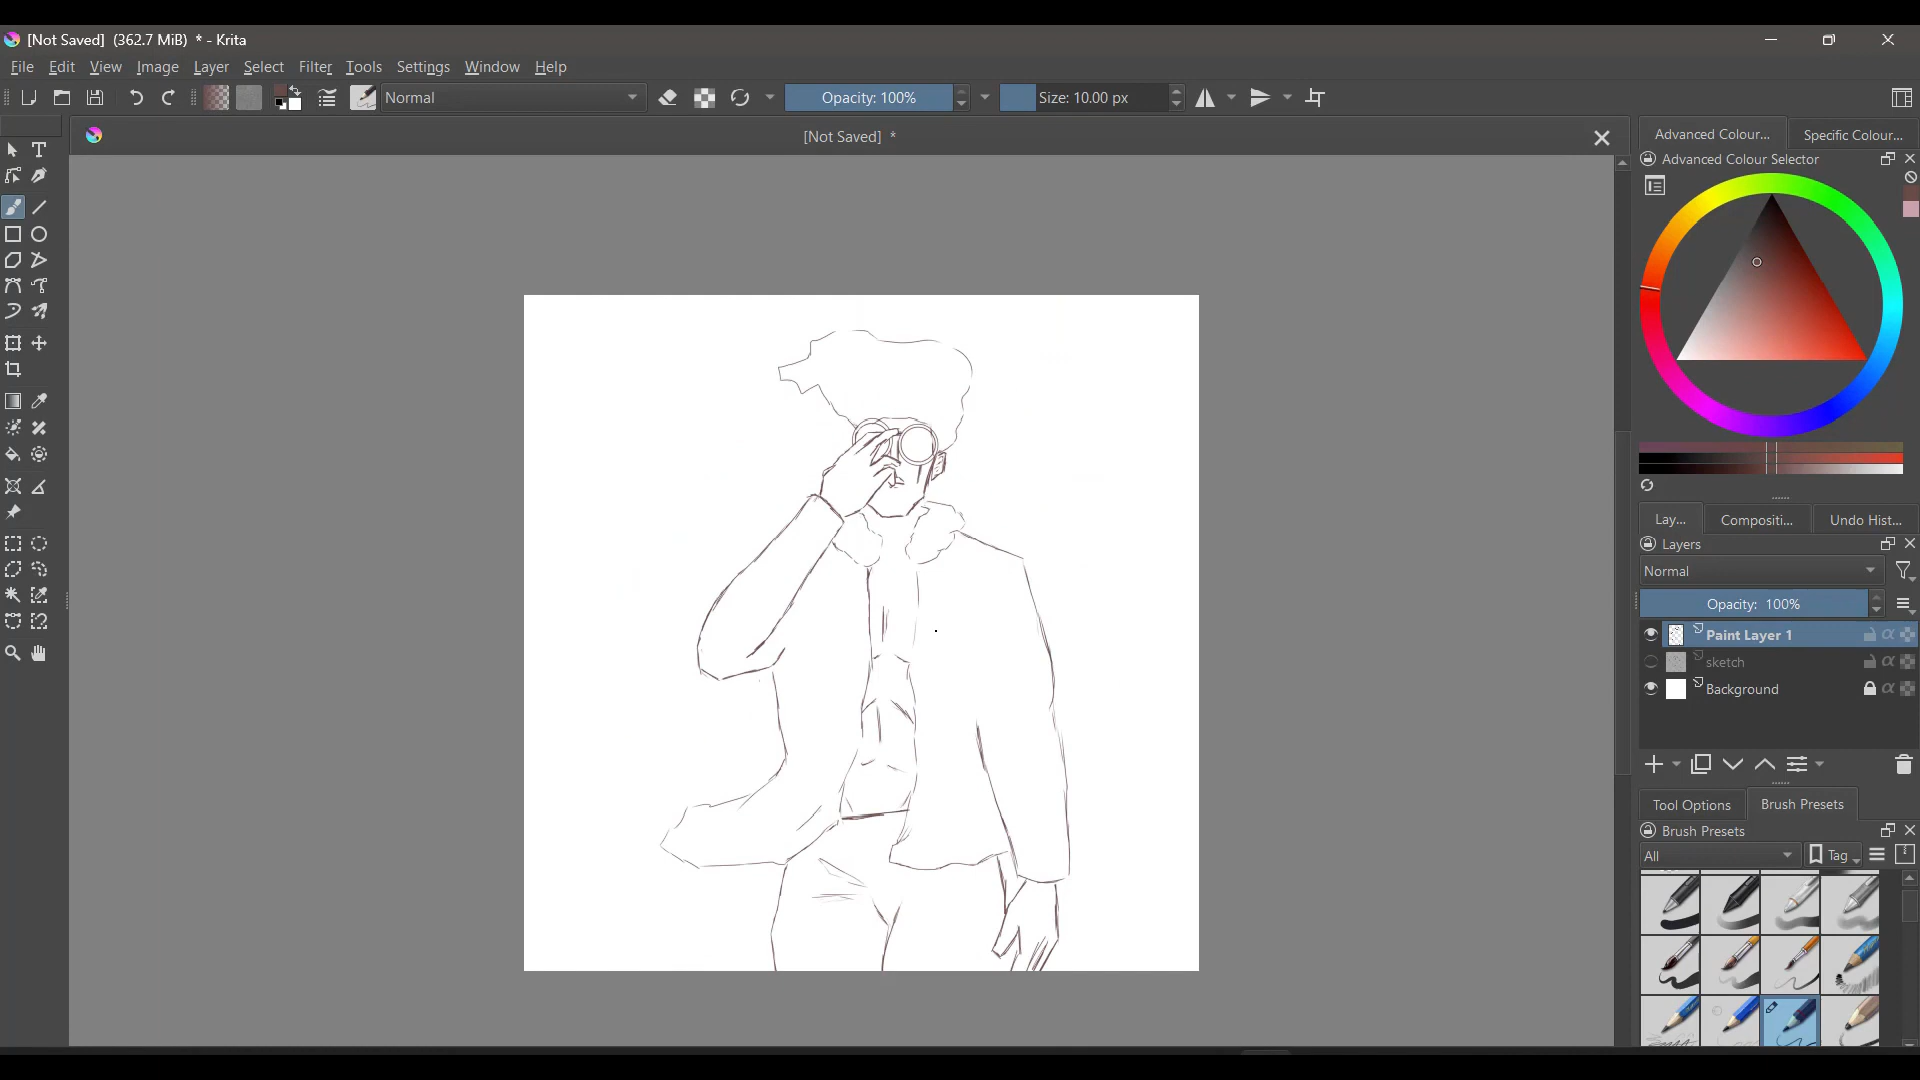 [Not Saved]  (362.7 MiB)  * - Krita
File Edit View Image Layer Select Filter Tools Settings Window Help
Normal
Opacity: 100%
Size: 10.00 px
[Not Saved]  *
Advanced Colour...
Specific Colour...
Advanced Colour Selector
Lay...
Compositi...
Undo Hist...
Layers
Normal
Opacity:  100%
Paint Layer 1
sketch
Background
Tool Options
Brush Presets
Brush Presets
All
Tag